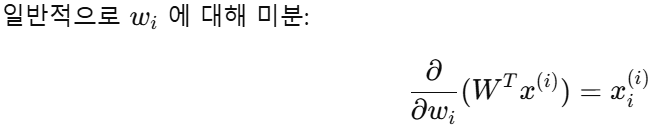 일반적으로 $w_i$ 에 대해 미분:
$$\frac{\partial}{\partial w_i}(W^T x^{(i)}) = x_i^{(i)}$$